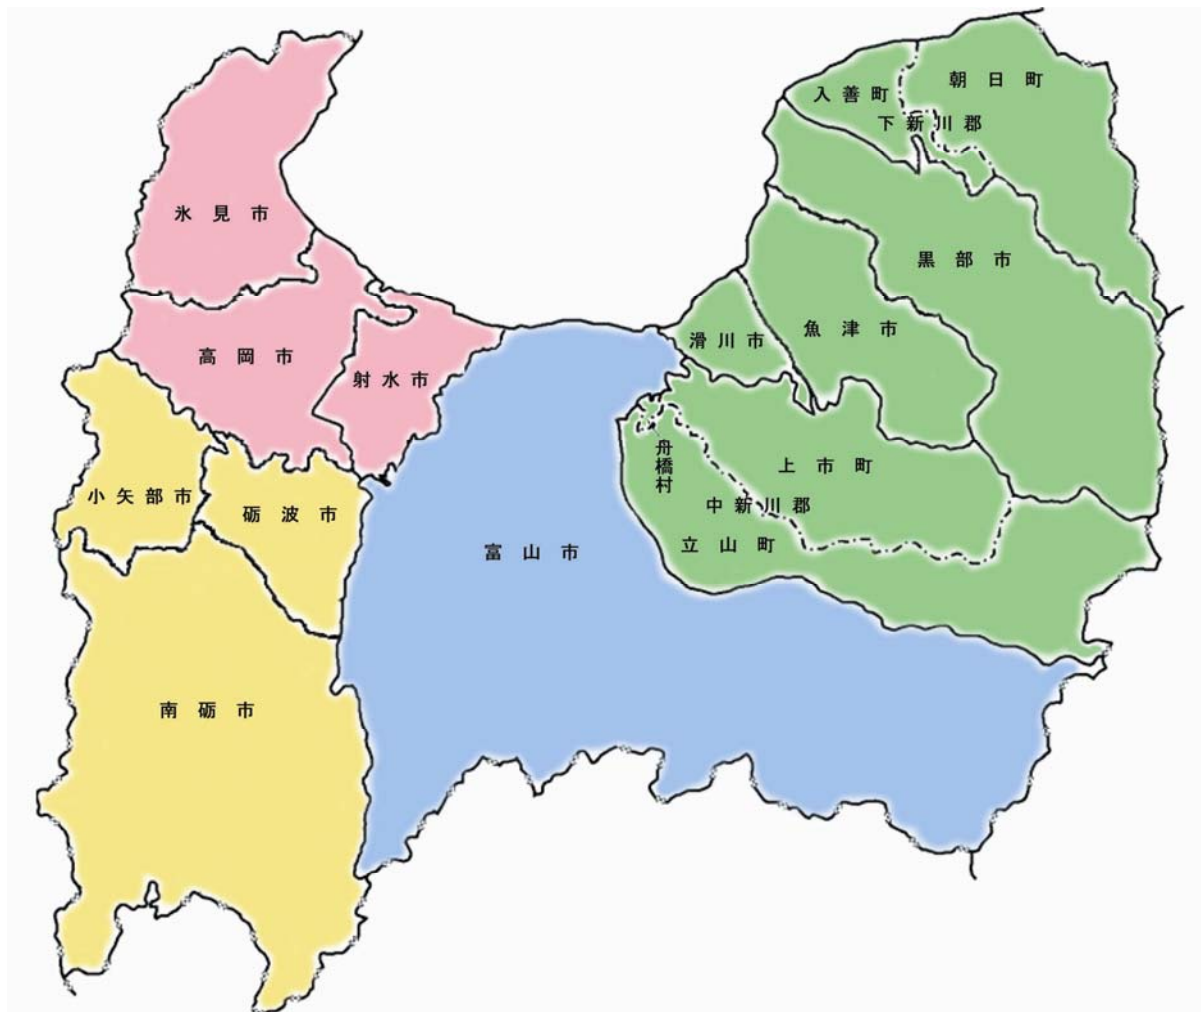 朝日町
入善町
下新川郡
氷見市
黒部市
魚津市
滑川市
高岡市
射水市
舟橋村
上市町
小矢部市
砺波市
中新川郡
立山町
富山市
南砺市